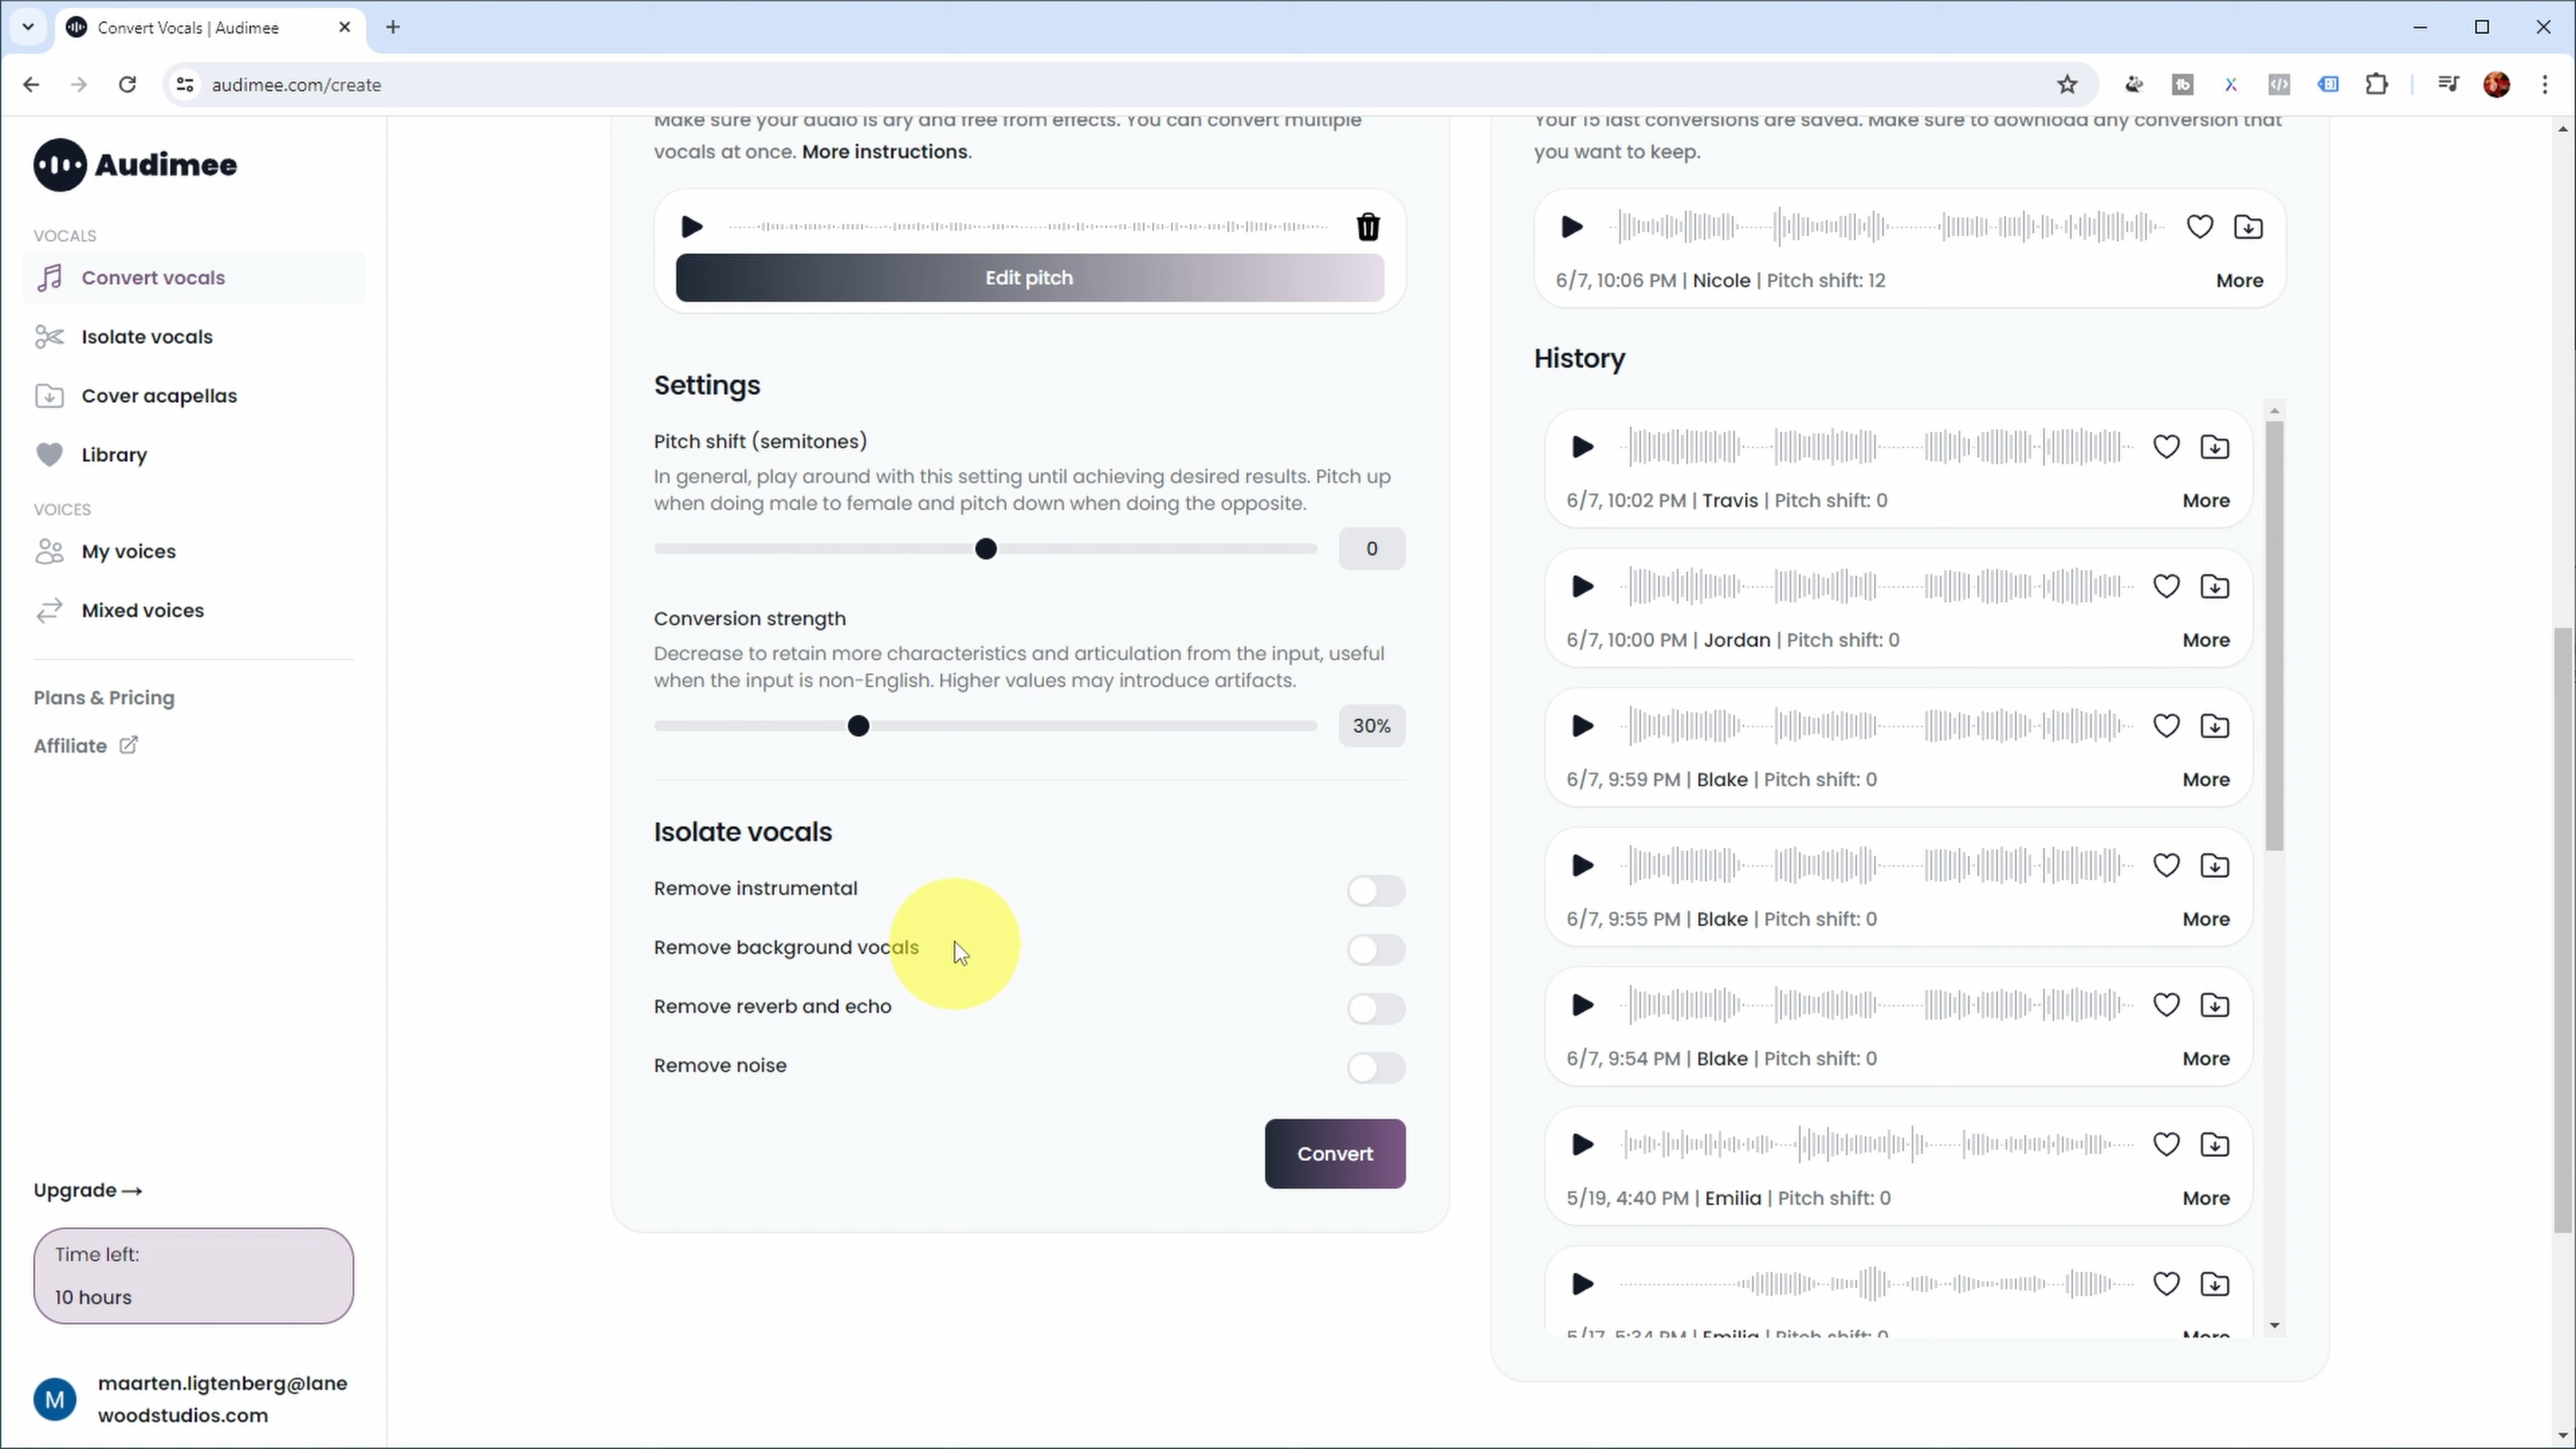 Convert Vocals | Audimee
audimee.com/create
Audimee
VOCALS
Convert vocals
Isolate vocals
Cover acapellas
Library
VOICES
My voices
Mixed voices
Plans & Pricing
Affiliate
Upgrade →
Time left:
10 hours
M
maarten.ligtenberg@lane
woodstudios.com
Make sure your audio is dry and free from effects. You can convert multiple
vocals at once. More instructions.
Edit pitch
Settings
Pitch shift (semitones)
In general, play around with this setting until achieving desired results. Pitch up
when doing male to female and pitch down when doing the opposite.
0
Conversion strength
Decrease to retain more characteristics and articulation from the input, useful
when the input is non-English. Higher values may introduce artifacts.
30%
Isolate vocals
Remove instrumental
Remove background vocals
Remove reverb and echo
Remove noise
Convert
Your 15 last conversions are saved. Make sure to download any conversion that
you want to keep.
6/7, 10:06 PM | Nicole | Pitch shift: 12 More
History
6/7, 10:02 PM | Travis | Pitch shift: 0 More
6/7, 10:00 PM | Jordan | Pitch shift: 0 More
6/7, 9:59 PM | Blake | Pitch shift: 0 More
6/7, 9:55 PM | Blake | Pitch shift: 0 More
6/7, 9:54 PM | Blake | Pitch shift: 0 More
5/19, 4:40 PM | Emilia | Pitch shift: 0 More
5/17, 5:34 PM | Emilia | Pitch shift: 0 More